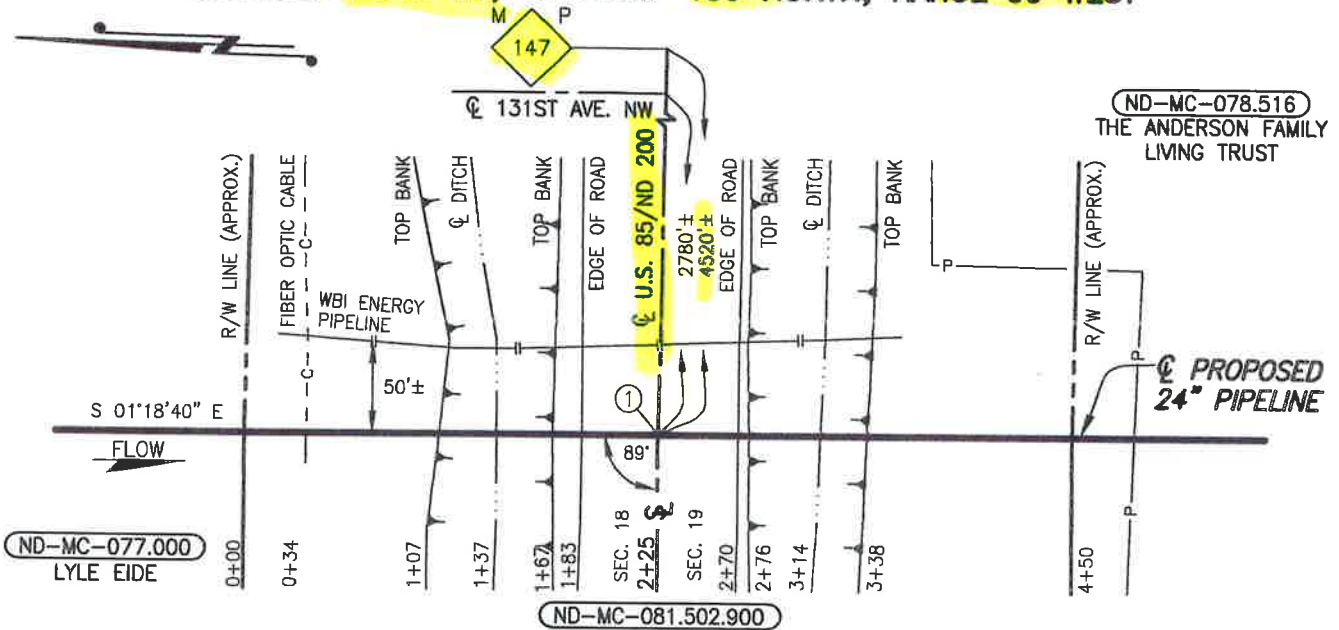 M P
147
℄ 131ST AVE. NW
ND-MC-078.516
THE ANDERSON FAMILY
LIVING TRUST
R/W LINE (APPROX.)
FIBER OPTIC CABLE
C
C
WBI ENERGY
PIPELINE
TOP BANK
℄ DITCH
TOP BANK
EDGE OF ROAD
℄ U.S. 85/ND 200
2780'±
4520'±
EDGE OF ROAD
TOP BANK
℄ DITCH
TOP BANK
P
R/W LINE (APPROX.)
P
P
℄ PROPOSED
24" PIPELINE
50'±
S 01°18'40" E
FLOW
1
89°
ND-MC-077.000
LYLE EIDE
0+00
0+34
1+07
1+37
1+67
1+83
SEC. 18
2+25
SEC. 19
2+70
2+76
3+14
3+38
4+50
ND-MC-081.502.900